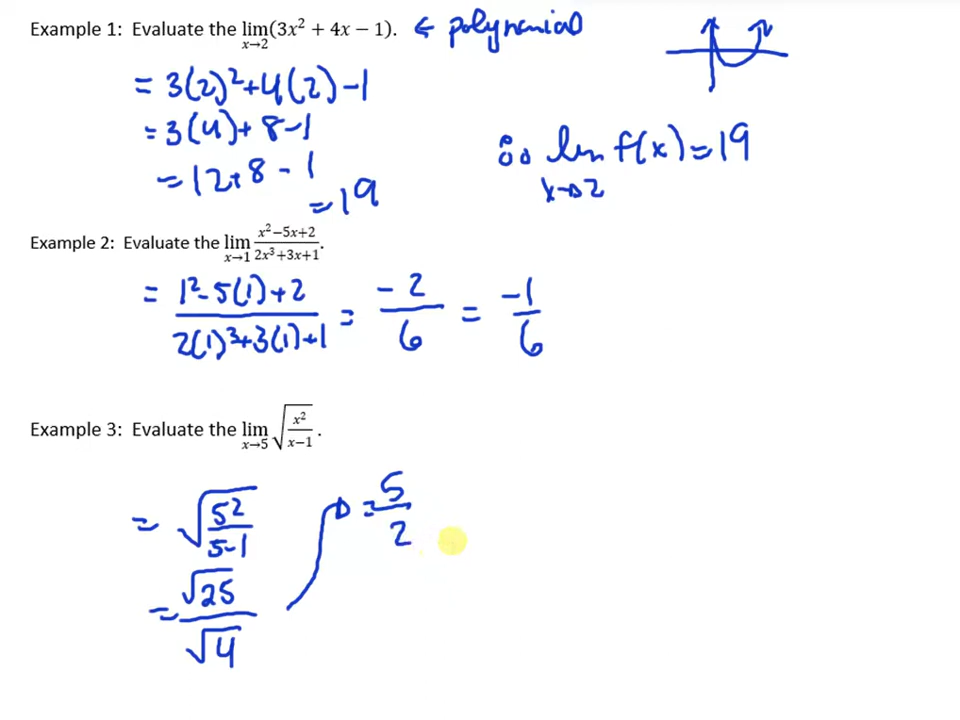 Example 1: Evaluate the lim x→2 (3x² + 4x − 1). ← polynomial
= 3(2)²+4(2)-1
= 3(4)+8-1
= 12+8-1
= 19
∴ lim x→2 f(x) = 19
Example 2: Evaluate the lim x→1 (x²−5x+2)/(2x³+3x+1).
= (1²-5(1)+2)/(2(1)³+3(1)+1) = -2/6 = -1/6
Example 3: Evaluate the lim x→5 √(x²/(x−1)).
= √(5²/(5-1))
= √25/√4
= 5/2